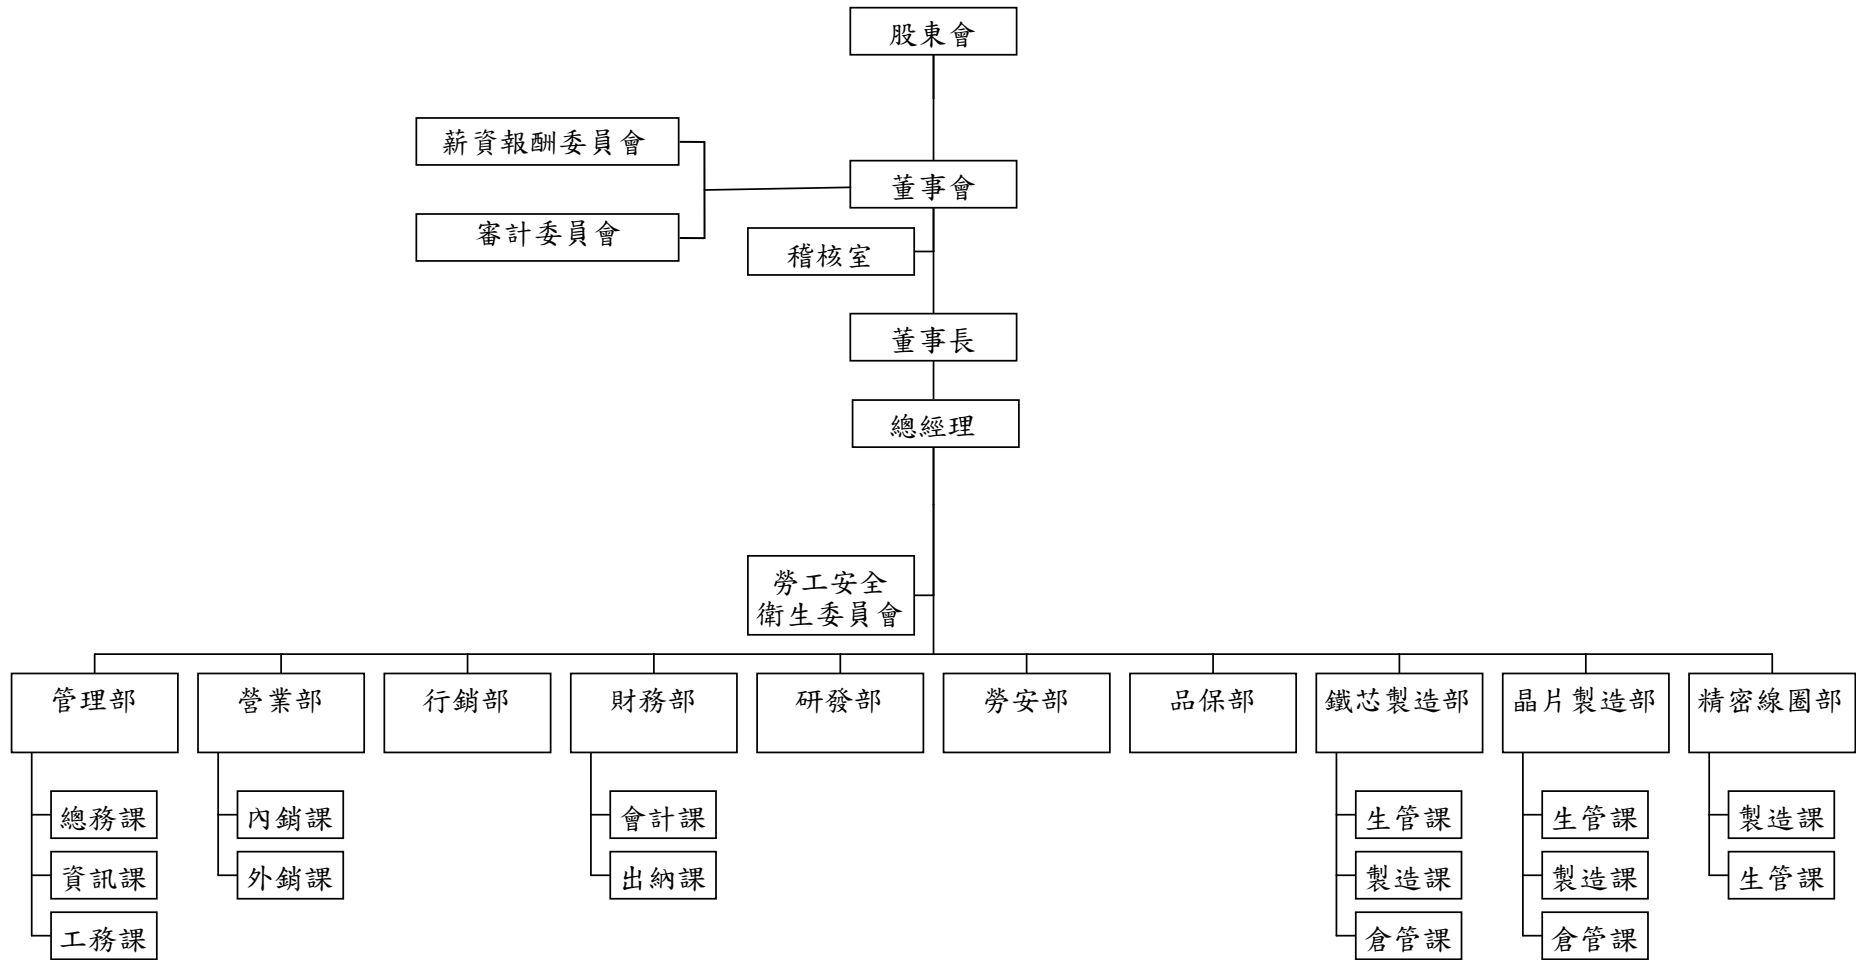 股東會
薪資報酬委員會
董事會
審計委員會
稽核室
董事長
總經理
勞工安全
衛生委員會
管理部
營業部
行銷部
財務部
研發部
勞安部
品保部
鐵芯製造部
晶片製造部
精密線圈部
總務課
內銷課
會計課
生管課
生管課
製造課
資訊課
外銷課
出納課
製造課
製造課
生管課
工務課
倉管課
倉管課